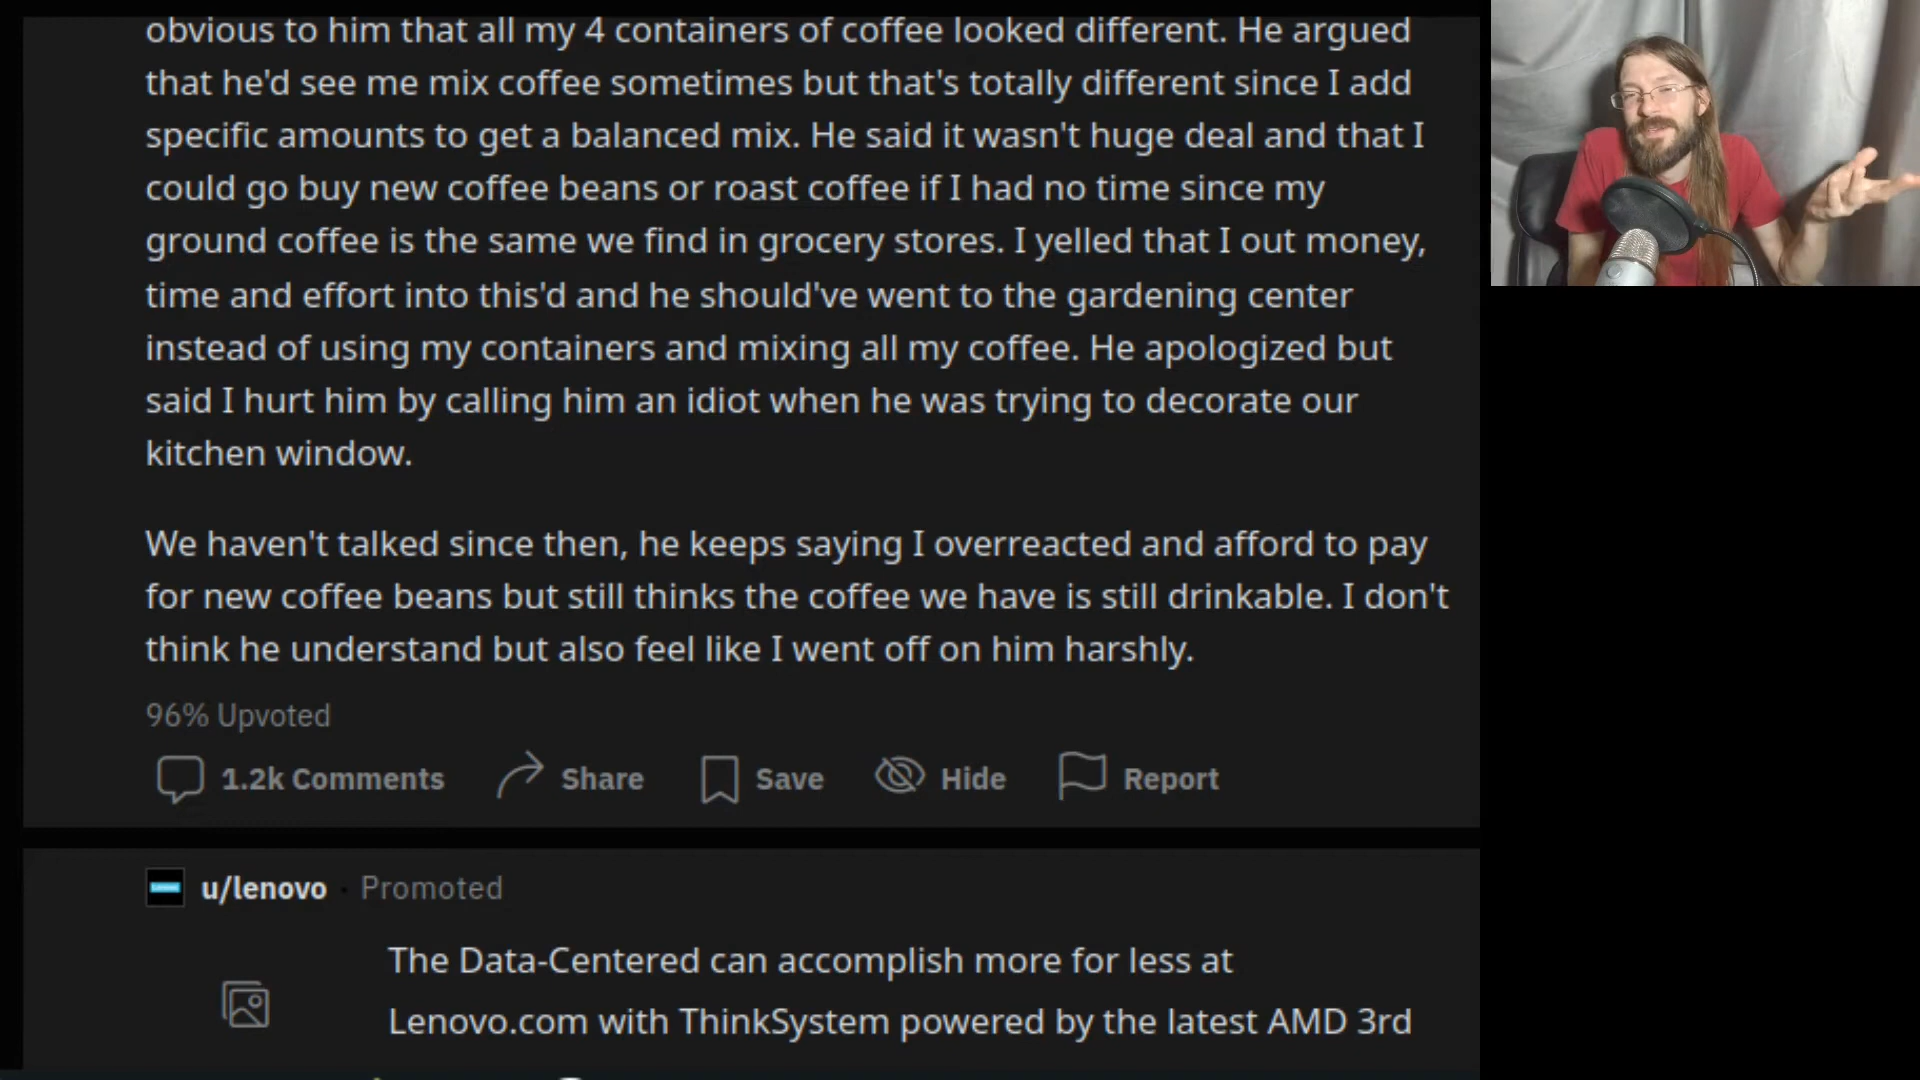 obvious to him that all my 4 containers of coffee looked different. He argued
that he'd see me mix coffee sometimes but that's totally different since I add
specific amounts to get a balanced mix. He said it wasn't huge deal and that I
could go buy new coffee beans or roast coffee if I had no time since my
ground coffee is the same we find in grocery stores. I yelled that I out money,
time and effort into this'd and he should've went to the gardening center
instead of using my containers and mixing all my coffee. He apologized but
said I hurt him by calling him an idiot when he was trying to decorate our
kitchen window.
We haven't talked since then, he keeps saying I overreacted and afford to pay
for new coffee beans but still thinks the coffee we have is still drinkable. I don't
think he understand but also feel like I went off on him harshly.
96% Upvoted
1.2k Comments Share Save Hide Report
u/lenovo · Promoted
The Data-Centered can accomplish more for less at
Lenovo.com with ThinkSystem powered by the latest AMD 3rd